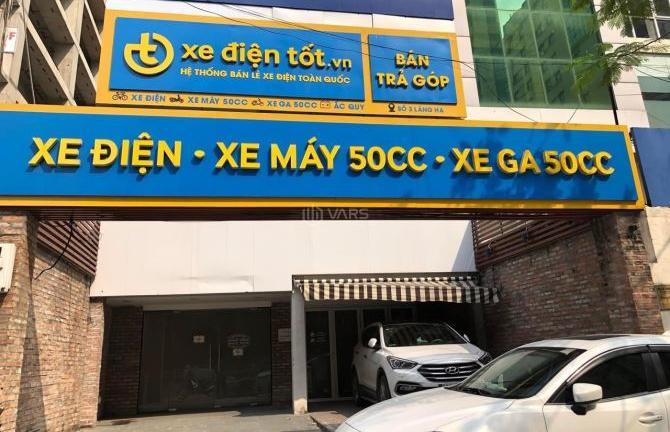 xe điện tốt.vn
HỆ THỐNG BÁN LẺ XE ĐIỆN TOÀN QUỐC
BÁN
TRẢ GÓP
XE ĐIỆN XE MÁY 50CC XE GA 50CC ẮC QUY
SỐ 3 LÁNG HẠ
XE ĐIỆN · XE MÁY 50CC · XE GA 50CC
VARS